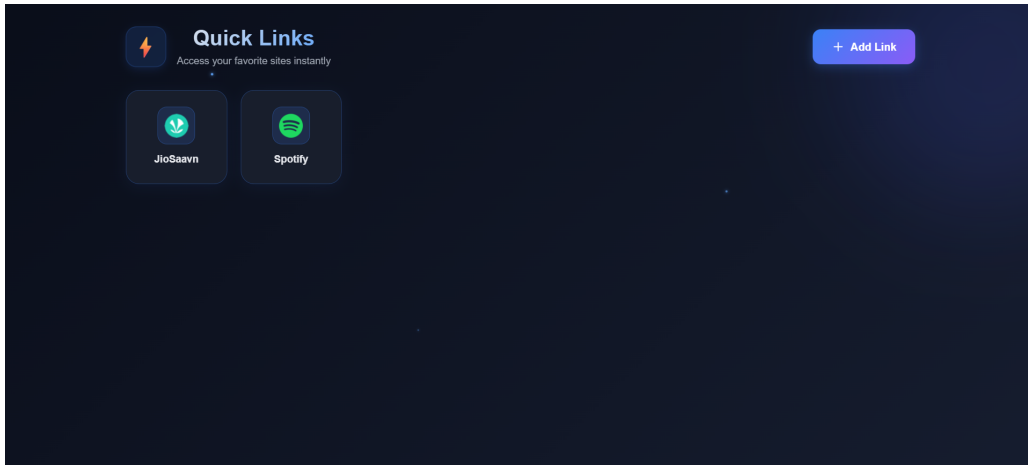 Quick Links
Access your favorite sites instantly
+ Add Link
JioSaavn
Spotify